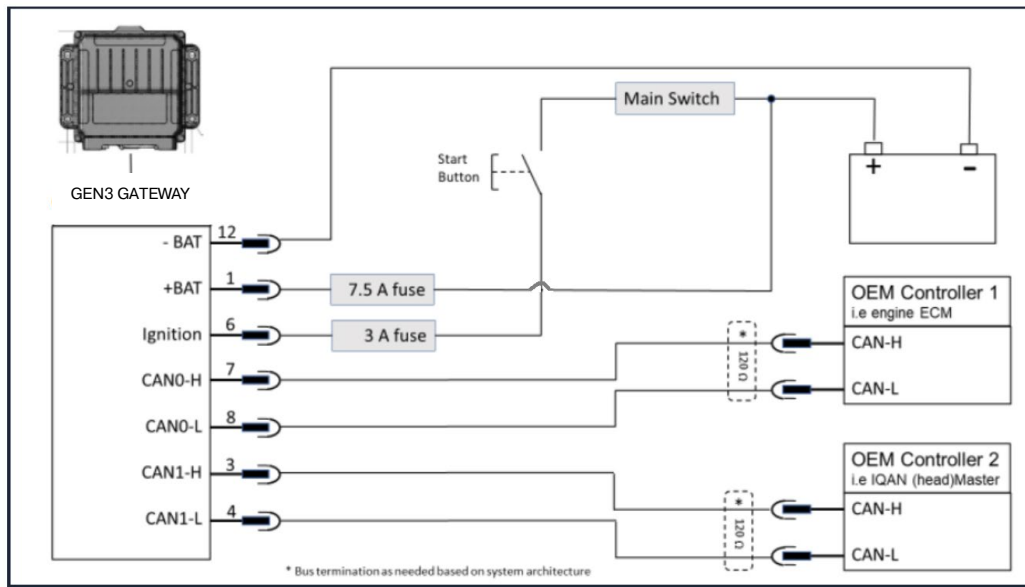 GEN3 GATEWAY
Main Switch
Start
Button
+ -
- BAT 12
+BAT 1
7.5 A fuse
Ignition 6
3 A fuse
CAN0-H 7
CAN0-L 8
CAN1-H 3
CAN1-L 4
OEM Controller 1
i.e engine ECM
* 120 Ω
CAN-H
CAN-L
OEM Controller 2
i.e IQAN (head)Master
* 120 Ω
CAN-H
CAN-L
* Bus termination as needed based on system architecture